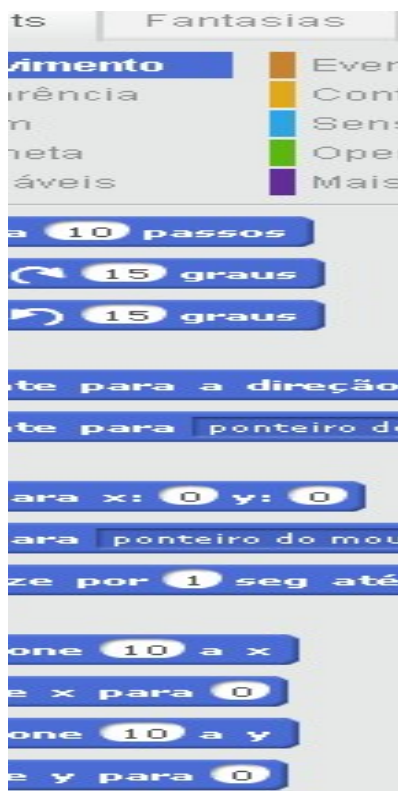 ts Fantasias
vimento Ever
rência Cont
m Sens
neta Ope
áveis Mais
a 10 passos
15 graus
15 graus
te para a direção
te para ponteiro do
ara x: 0 y: 0
ara ponteiro do mou
ze por 1 seg até
one 10 a x
e x para 0
one 10 a y
e y para 0